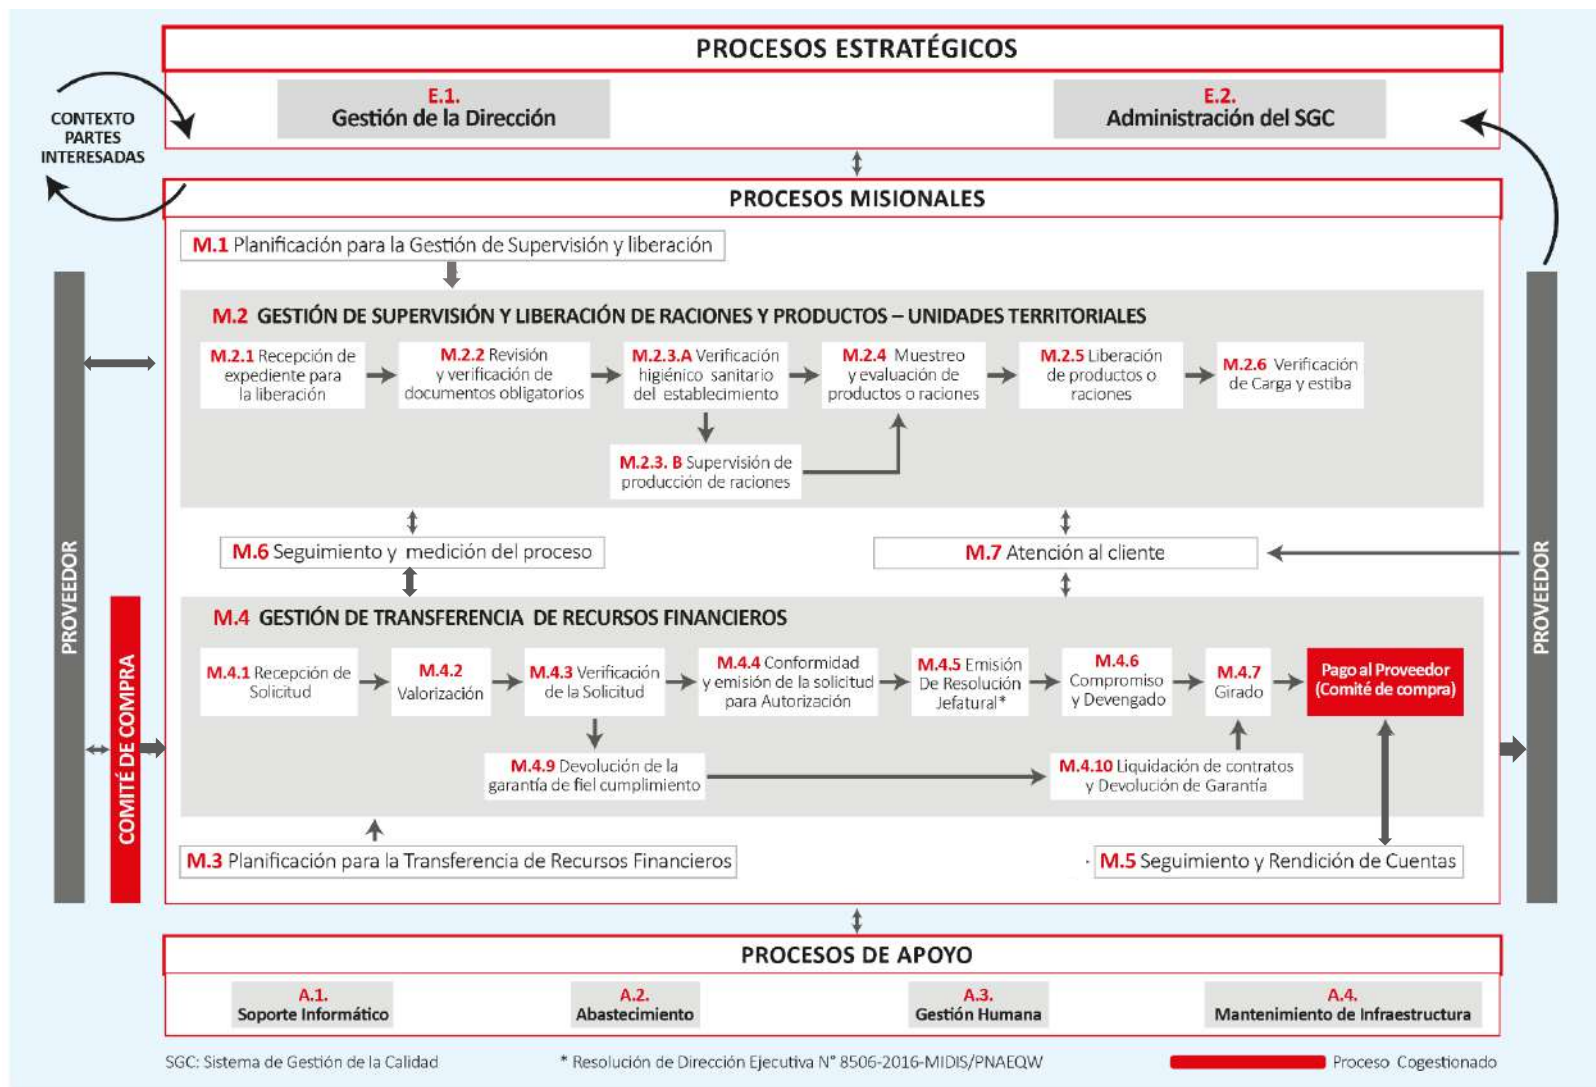 PROCESOS ESTRATÉGICOS
E.1.
Gestión de la Dirección
E.2.
Administración del SGC
CONTEXTO
PARTES
INTERESADAS
PROCESOS MISIONALES
M.1 Planificación para la Gestión de Supervisión y liberación
M.2 GESTIÓN DE SUPERVISIÓN Y LIBERACIÓN DE RACIONES Y PRODUCTOS – UNIDADES TERRITORIALES
M.2.1 Recepción de
expediente para
la liberación
M.2.2 Revisión
y verificación de
documentos obligatorios
M.2.3.A Verificación
higiénico sanitario
del establecimiento
M.2.4 Muestreo
y evaluación de
productos o raciones
M.2.5 Liberación
de productos o
raciones
M.2.6 Verificación
de Carga y estiba
M.2.3. B Supervisión de
producción de raciones
M.6 Seguimiento y medición del proceso
M.7 Atención al cliente
PROVEEDOR
COMITÉ DE COMPRA
PROVEEDOR
M.4 GESTIÓN DE TRANSFERENCIA DE RECURSOS FINANCIEROS
M.4.1 Recepción de
Solicitud
M.4.2
Valorización
M.4.3 Verificación
de la Solicitud
M.4.4 Conformidad
y emisión de la solicitud
para Autorización
M.4.5 Emisión
De Resolución
Jefatural*
M.4.6
Compromiso
y Devengado
M.4.7
Girado
Pago al Proveedor
(Comité de compra)
M.4.9 Devolución de la
garantía de fiel cumplimiento
M.4.10 Liquidación de contratos
y Devolución de Garantía
M.3 Planificación para la Transferencia de Recursos Financieros
M.5 Seguimiento y Rendición de Cuentas
PROCESOS DE APOYO
A.1.
Soporte Informático
A.2.
Abastecimiento
A.3.
Gestión Humana
A.4.
Mantenimiento de Infraestructura
SGC: Sistema de Gestión de la Calidad
* Resolución de Dirección Ejecutiva N° 8506-2016-MIDIS/PNAEQW
Proceso Cogestionado